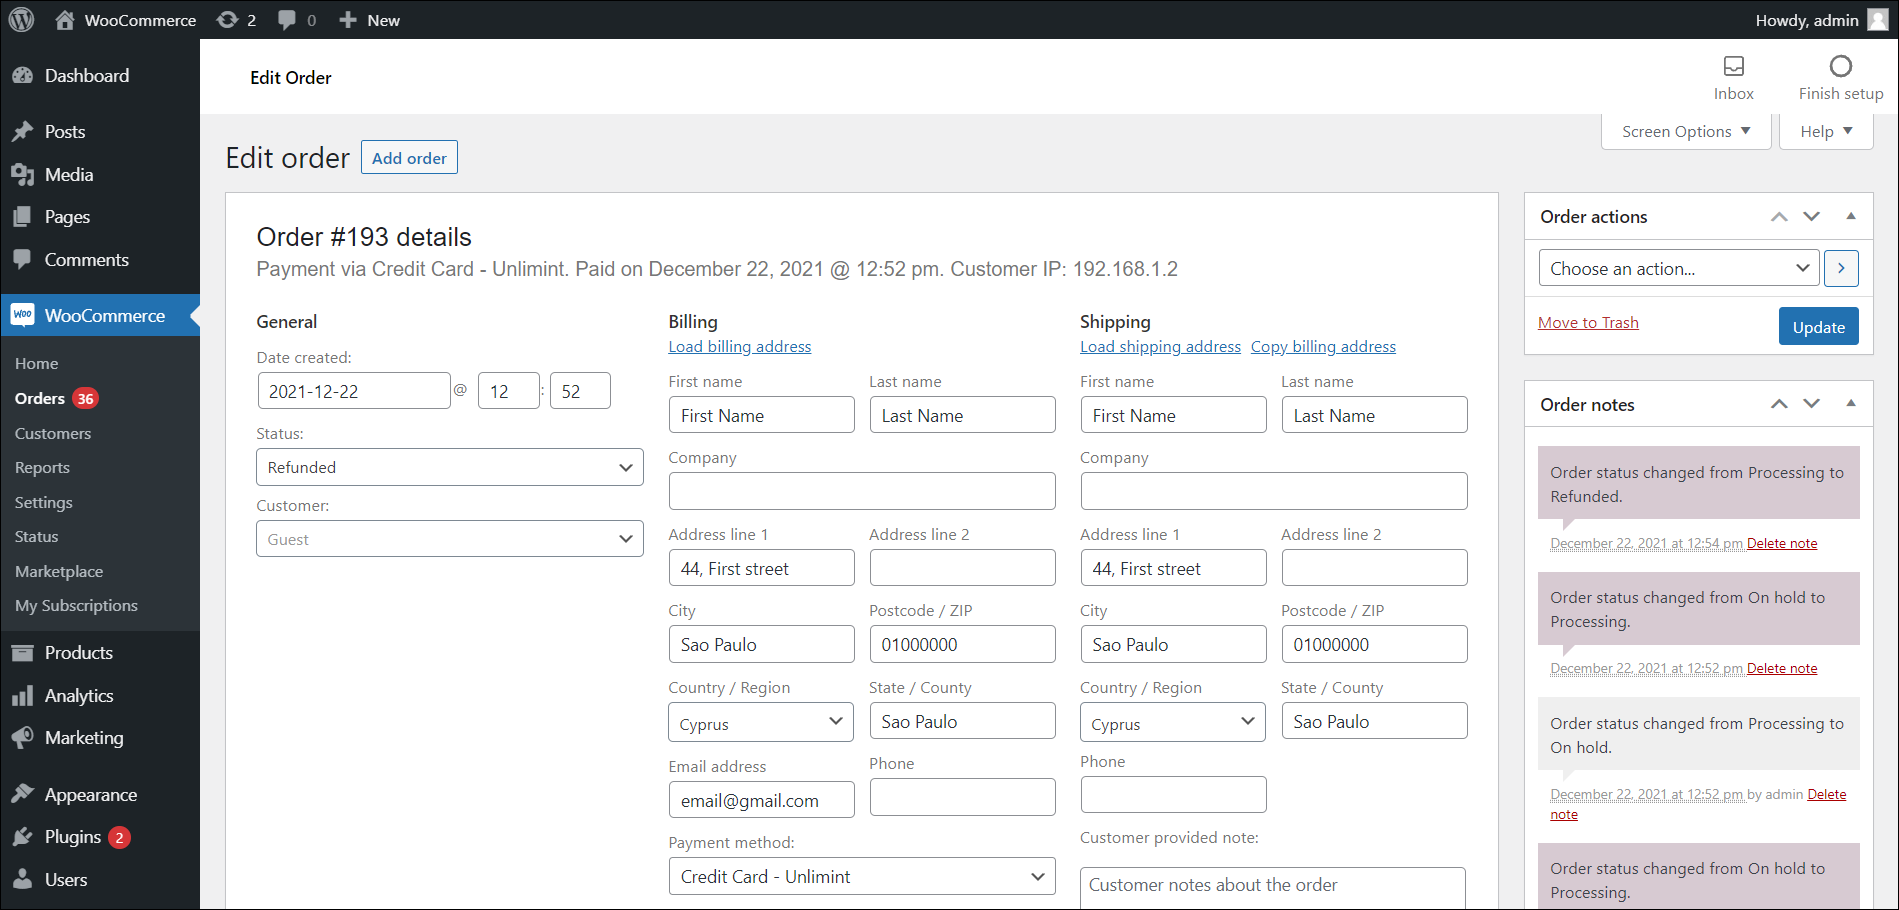 WooCommerce 2 0 New
Howdy, admin
Dashboard
Posts
Media
Pages
Comments
Woo WooCommerce
Home
Orders 36
Customers
Reports
Settings
Status
Marketplace
My Subscriptions
Products
Analytics
Marketing
Appearance
Plugins 2
Users
Edit Order
Inbox
Finish setup
Screen Options
Help
Edit order
Add order
Order #193 details
Payment via Credit Card - Unlimint. Paid on December 22, 2021 @ 12:52 pm. Customer IP: 192.168.1.2
General
Date created:
2021-12-22 @ 12 : 52
Status:
Refunded
Customer:
Guest
Billing
Load billing address
First name Last name
First Name Last Name
Company
Address line 1 Address line 2
44, First street
City Postcode / ZIP
Sao Paulo 01000000
Country / Region State / County
Cyprus Sao Paulo
Email address Phone
email@gmail.com
Payment method:
Credit Card - Unlimint
Shipping
Load shipping address Copy billing address
First name Last name
First Name Last Name
Company
Address line 1 Address line 2
44, First street
City Postcode / ZIP
Sao Paulo 01000000
Country / Region State / County
Cyprus Sao Paulo
Phone
Customer provided note:
Customer notes about the order
Order actions
Choose an action...
Move to Trash
Update
Order notes
Order status changed from Processing to
Refunded.
December 22, 2021 at 12:54 pm Delete note
Order status changed from On hold to
Processing.
December 22, 2021 at 12:52 pm Delete note
Order status changed from Processing to
On hold.
December 22, 2021 at 12:52 pm by admin Delete
note
Order status changed from On hold to
Processing.